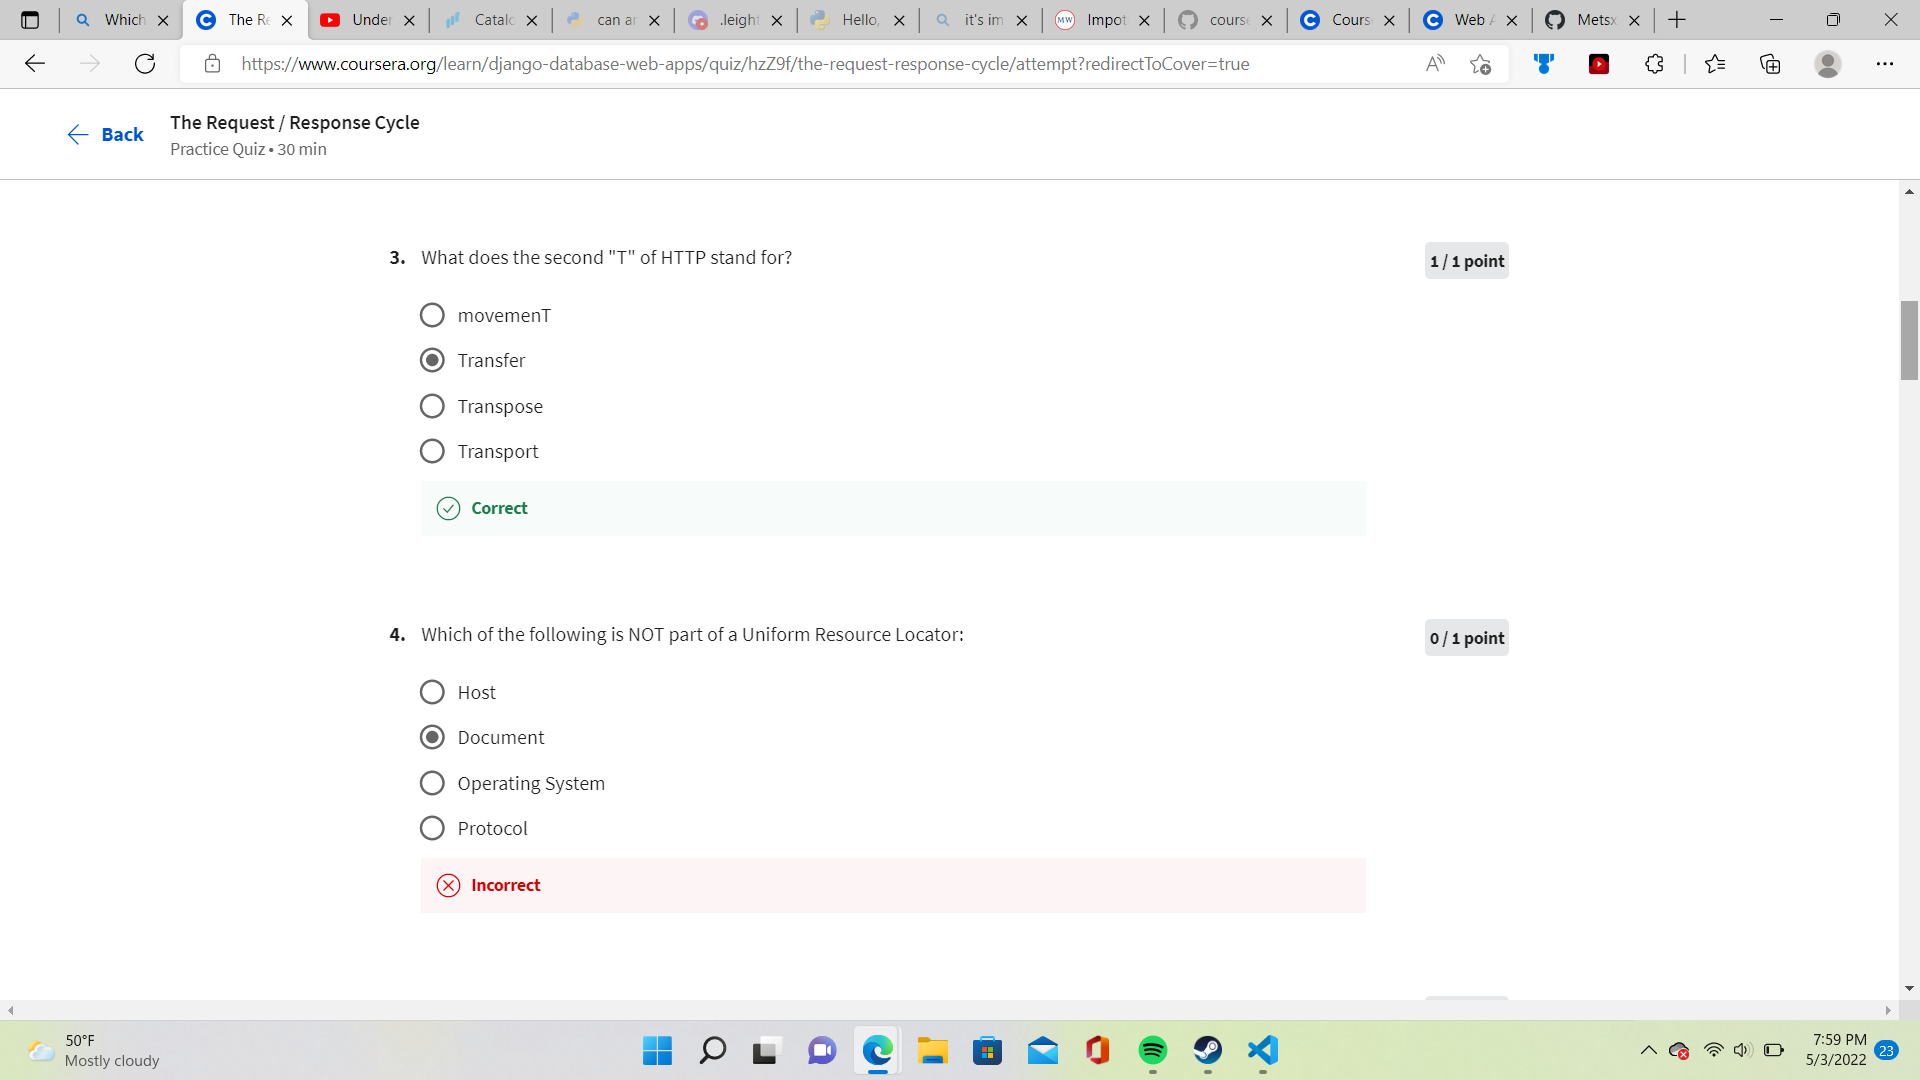 Which
The Re
Under
Catalo
can ar
.leight
Hello,
it's im
MW
Impot
course
Cours
Web A
Metsx
https://www.coursera.org/learn/django-database-web-apps/quiz/hzZ9f/the-request-response-cycle/attempt?redirectToCover=true
Back
The Request / Response Cycle
Practice Quiz • 30 min
3. What does the second "T" of HTTP stand for?
1 / 1 point
movemenT
Transfer
Transpose
Transport
Correct
4. Which of the following is NOT part of a Uniform Resource Locator:
0 / 1 point
Host
Document
Operating System
Protocol
Incorrect
50°F
Mostly cloudy
7:59 PM
5/3/2022
23